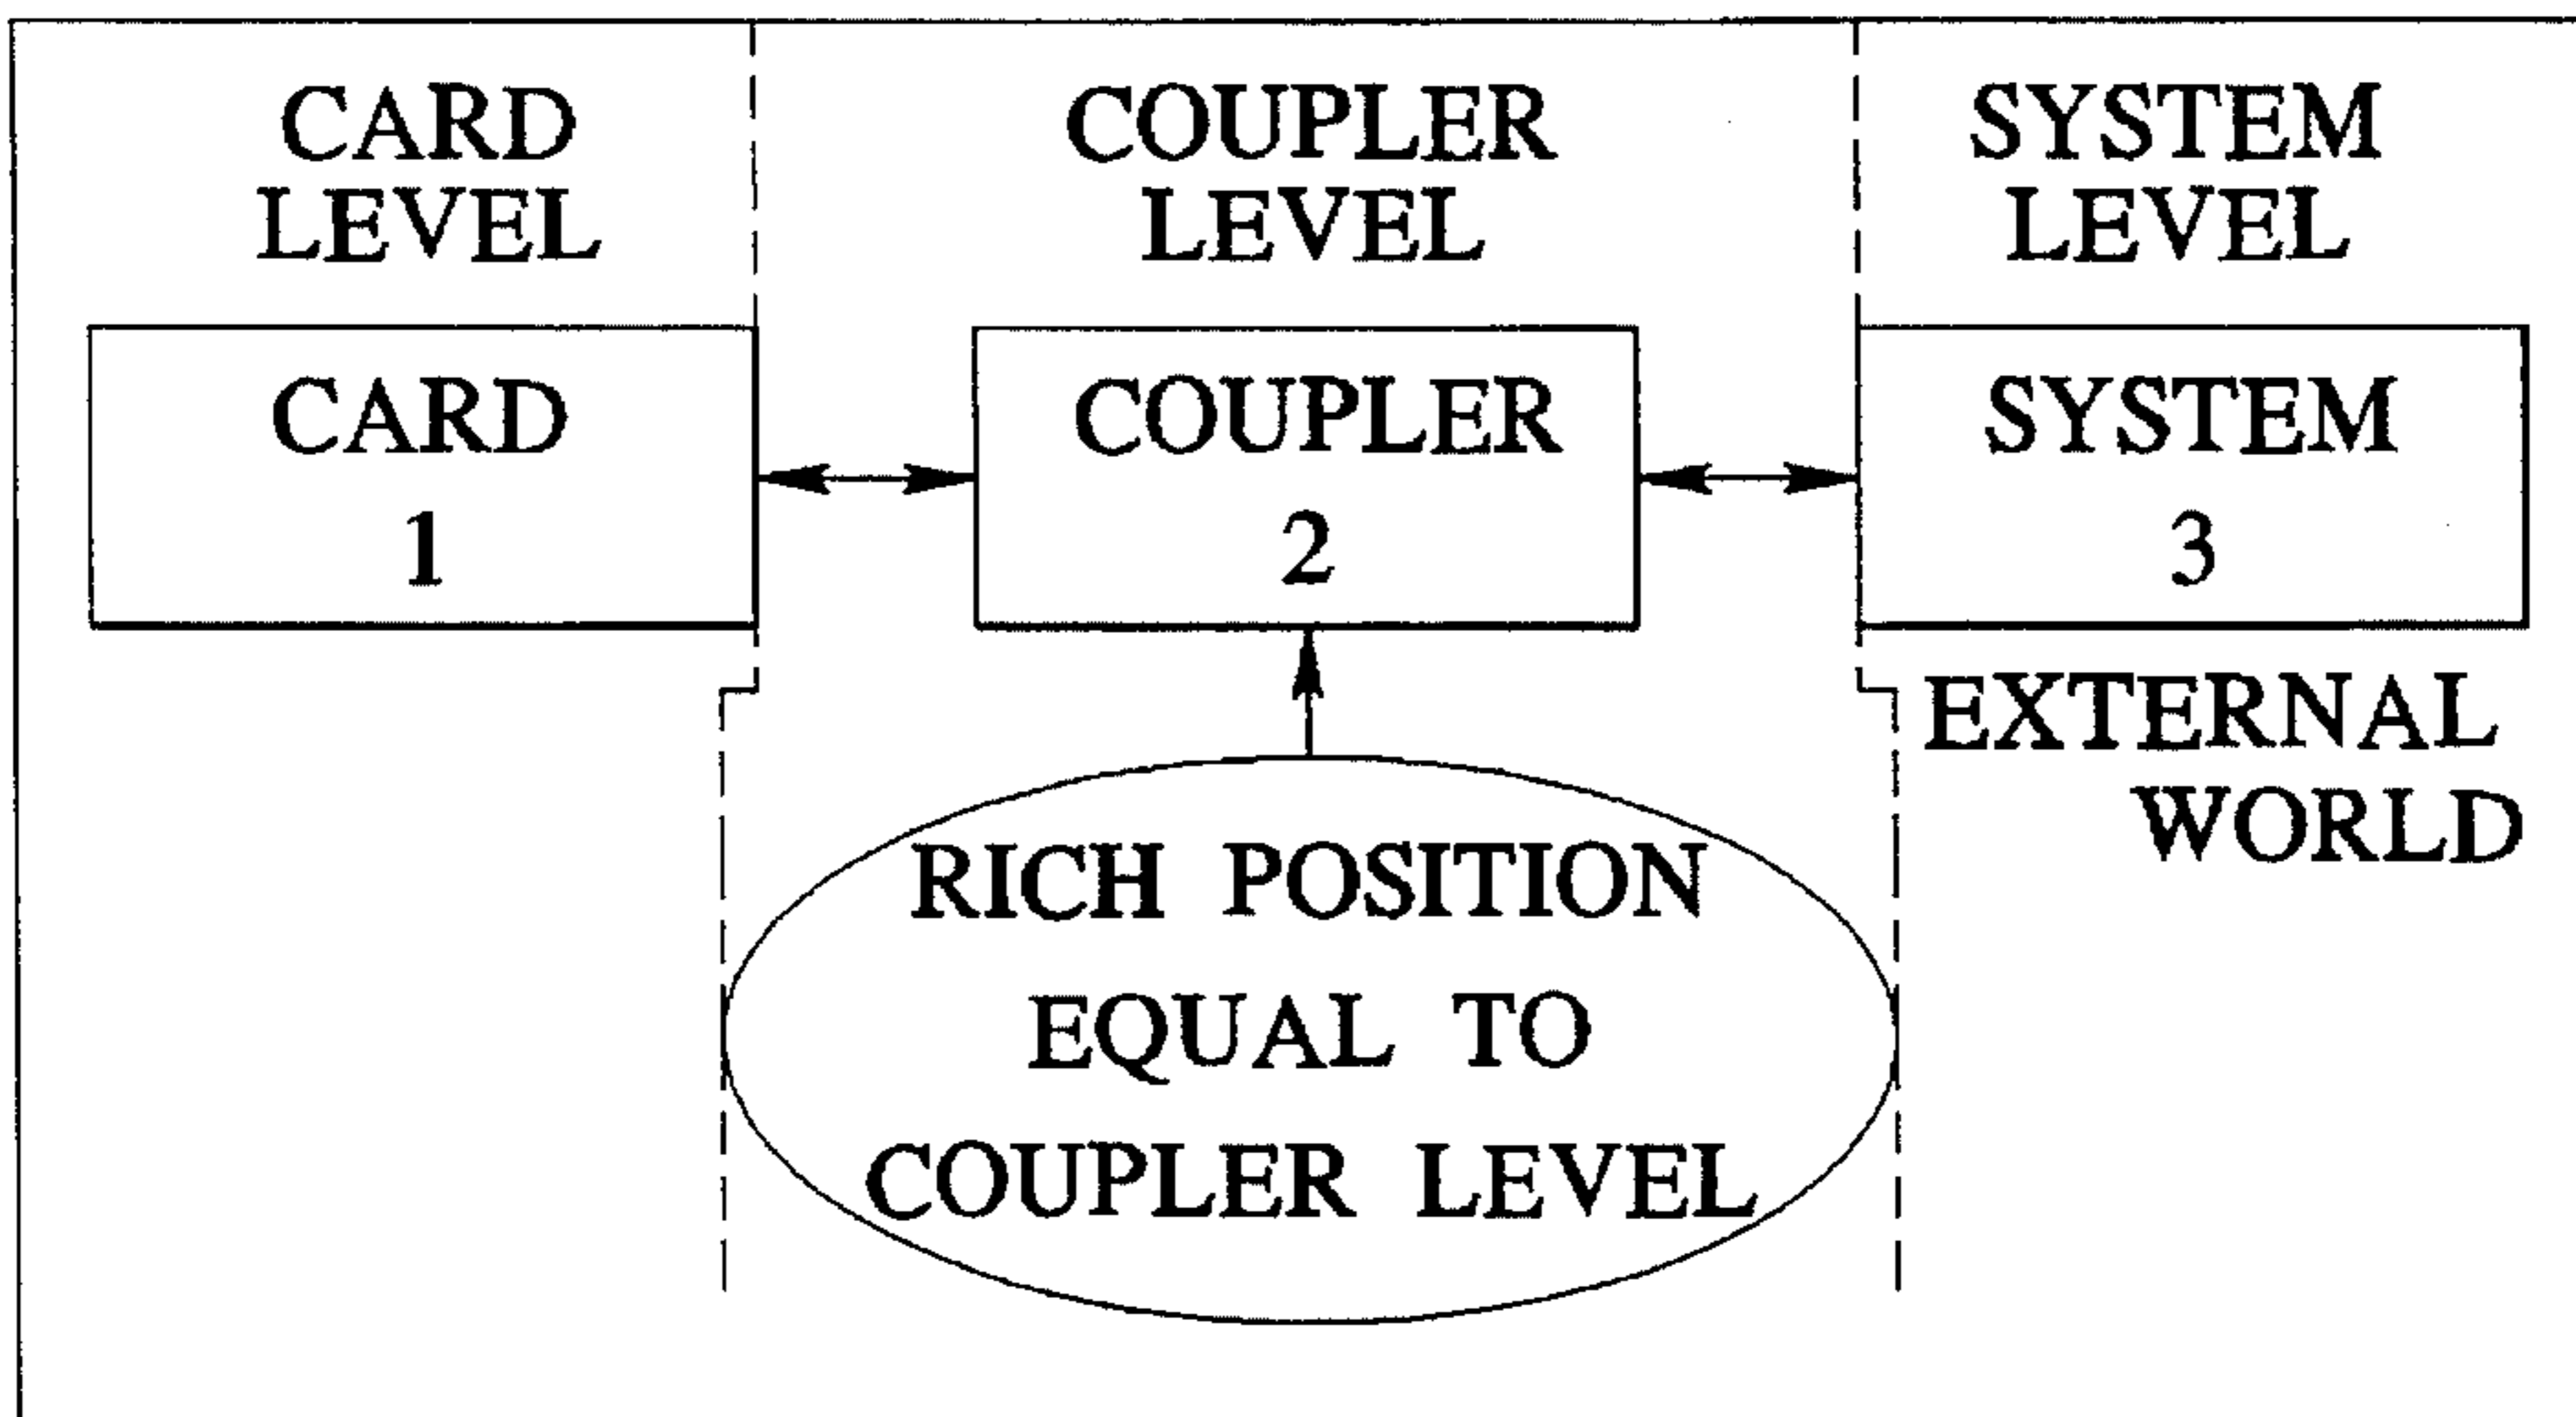 CARD
LEVEL
COUPLER
LEVEL
SYSTEM
LEVEL
CARD
1
COUPLER
2
SYSTEM
3
EXTERNAL
WORLD
RICH POSITION
EQUAL TO
COUPLER LEVEL